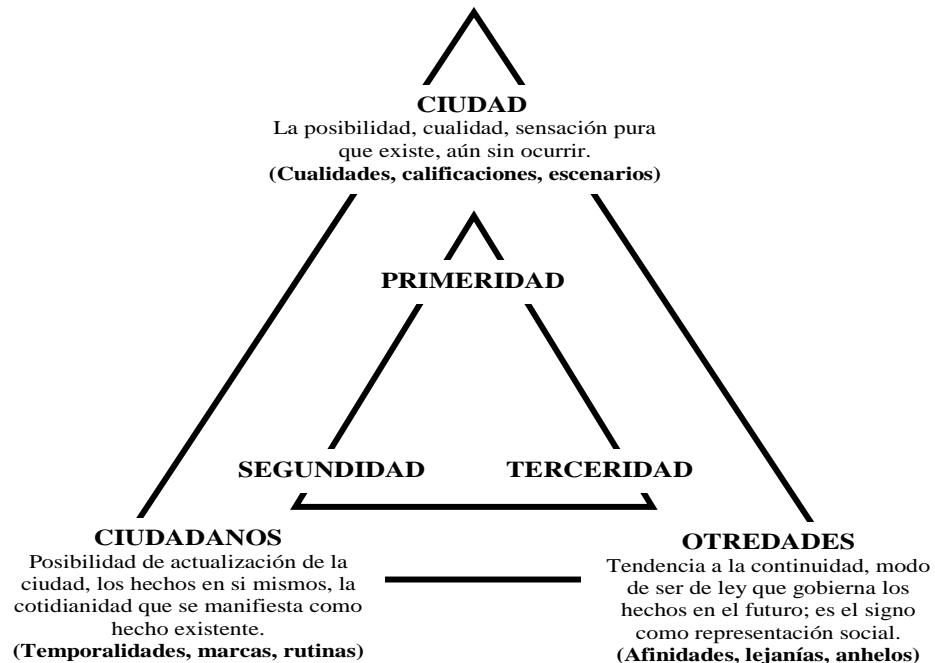 CIUDAD
La posibilidad, cualidad, sensación pura
que existe, aún sin ocurrir.
(Cualidades, calificaciones, escenarios)
PRIMERIDAD
SEGUNDIDAD
TERCERIDAD
CIUDADANOS
Posibilidad de actualización de la
ciudad, los hechos en si mismos, la
cotidianidad que se manifiesta como
hecho existente.
(Temporalidades, marcas, rutinas)
OTREDADES
Tendencia a la continuidad, modo
de ser de ley que gobierna los
hechos en el futuro; es el signo
como representación social.
(Afinidades, lejanías, anhelos)